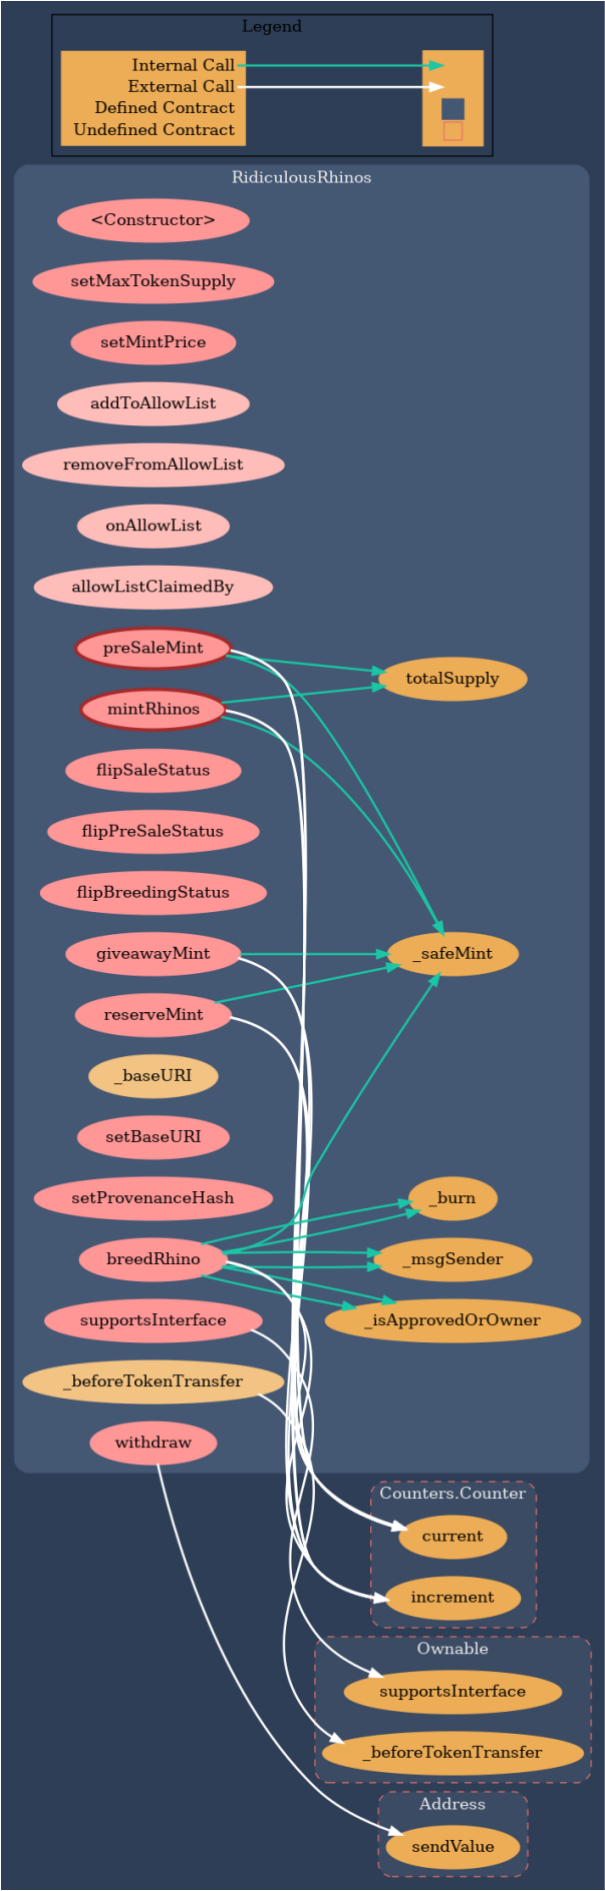 Legend
Internal Call
External Call
Defined Contract
Undefined Contract
RidiculousRhinos
<Constructor>
setMaxTokenSupply
setMintPrice
addToAllowList
removeFromAllowList
onAllowList
allowListClaimedBy
preSaleMint
totalSupply
mintRhinos
flipSaleStatus
flipPreSaleStatus
flipBreedingStatus
giveawayMint
_safeMint
reserveMint
_baseURI
setBaseURI
setProvenanceHash
_burn
breedRhino
_msgSender
supportsInterface
_isApprovedOrOwner
_beforeTokenTransfer
withdraw
Counters.Counter
current
increment
Ownable
supportsInterface
_beforeTokenTransfer
Address
sendValue